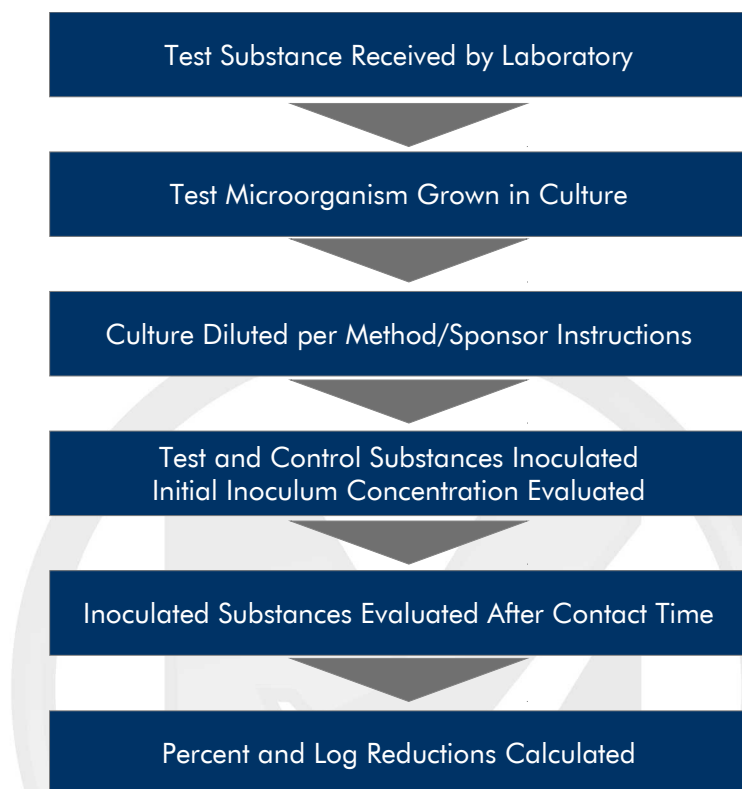 Test Substance Received by Laboratory
Test Microorganism Grown in Culture
Culture Diluted per Method/Sponsor Instructions
Test and Control Substances Inoculated
Initial Inoculum Concentration Evaluated
Inoculated Substances Evaluated After Contact Time
Percent and Log Reductions Calculated